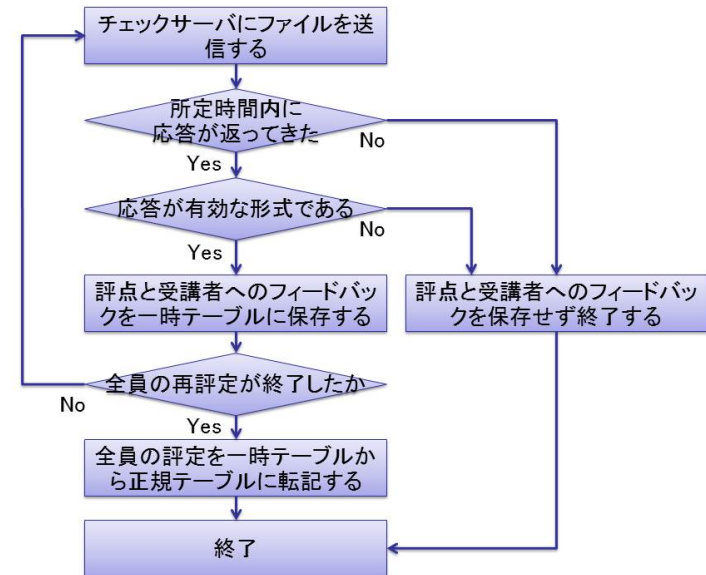 チェックサーバにファイルを送
信する
所定時間内に
応答が返ってきた
No
Yes
応答が有効な形式である
No
Yes
評点と受講者へのフィードバッ
クを一時テーブルに保存する
評点と受講者へのフィードバッ
クを保存せず終了する
全員の再評定が終了したか
No
Yes
全員の評定を一時テーブルか
ら正規テーブルに転記する
終了